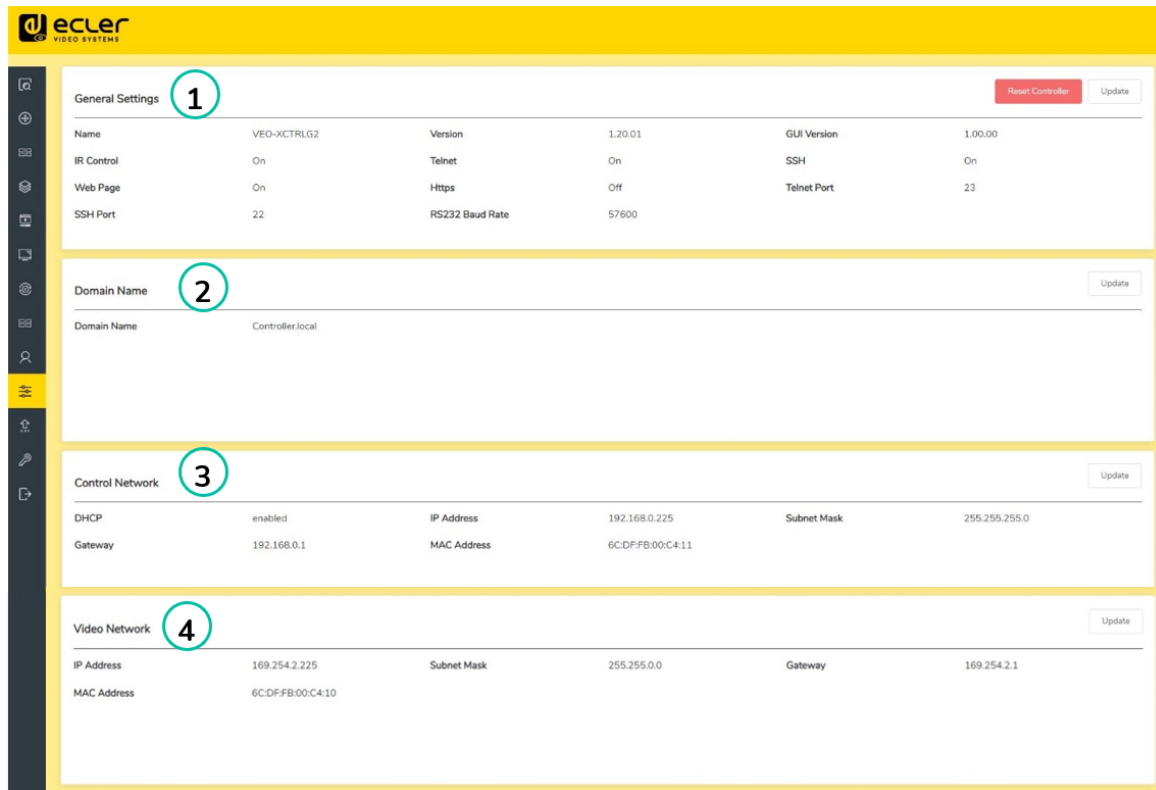 ecler
VIDEO SYSTEMS
General Settings 1 Reset Controller Update
Name VEO-XCTRLG2 Version 1.20.01 GUI Version 1.00.00
IR Control On Telnet On SSH On
Web Page On Https Off Telnet Port 23
SSH Port 22 RS232 Baud Rate 57600
Domain Name 2 Update
Domain Name Controller.local
Control Network 3 Update
DHCP enabled IP Address 192.168.0.225 Subnet Mask 255.255.255.0
Gateway 192.168.0.1 MAC Address 6C:DF:FB:00:C4:11
Video Network 4 Update
IP Address 169.254.2.225 Subnet Mask 255.255.0.0 Gateway 169.254.2.1
MAC Address 6C:DF:FB:00:C4:10